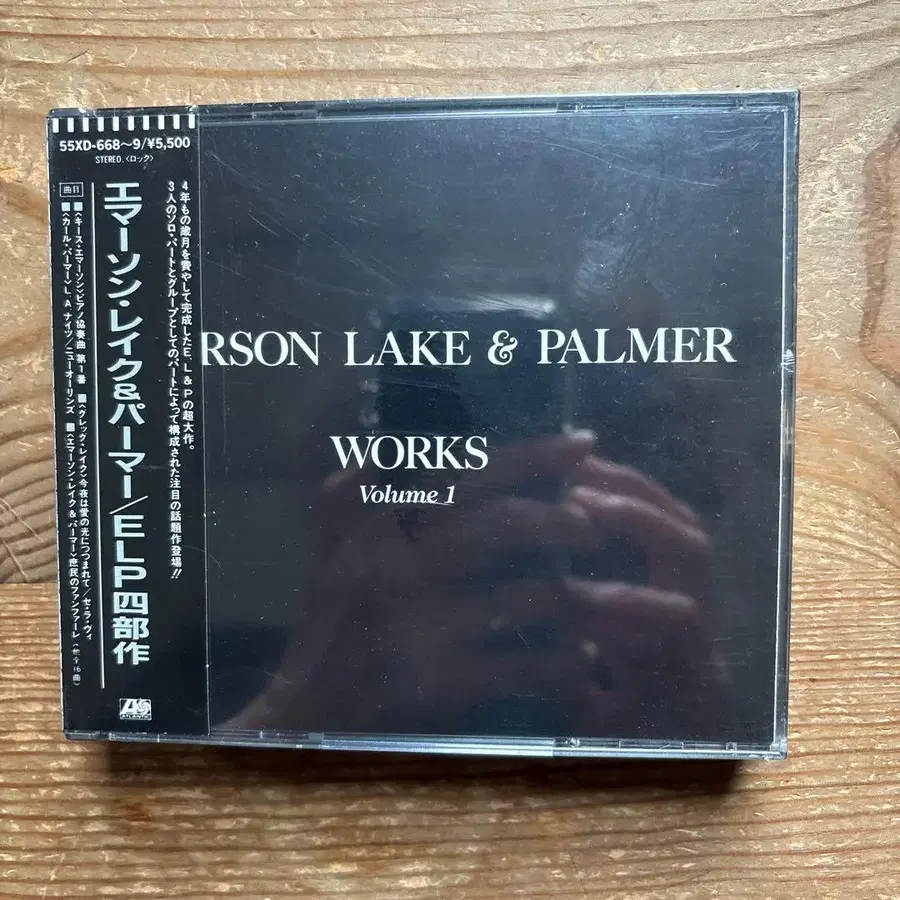 55XD-668〜9/¥5,500
STEREO.〈ロック〉
4年もの歳月を費やして完成したE.L&Pの超大作。
3人のソロ・パートとグループとしてのパートによって構成された注目の話題作登場!!
エマーソン・レイク&パーマー/ELP四部作
曲目
■〈キース・エマーソン〉ピアノ協奏曲 第1番 ■〈グレッグ・レイク〉今夜は愛の光につつまれて/セ・ラ・ヴィ
■〈カール・パーマー〉L.A.ナイツ/ニューオーリンズ ■〈エマーソン・レイク&パーマー〉庶民のファンファーレ (全16曲)
ATLANTIC
RSON LAKE & PALMER
WORKS
Volume 1